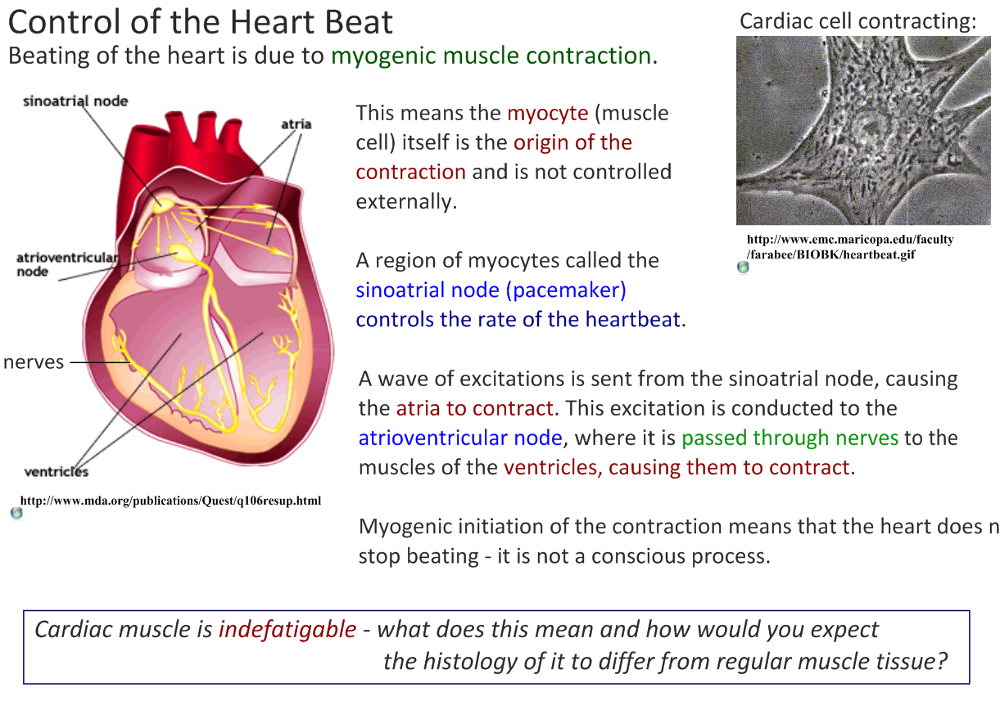 Control of the Heart Beat
Beating of the heart is due to myogenic muscle contraction.
Cardiac cell contracting:
sinoatrial node
atria
atrioventricular
node
nerves
ventricles
http://www.mda.org/publications/Quest/q106resup.html
This means the myocyte (muscle
cell) itself is the origin of the
contraction and is not controlled
externally.
http://www.emc.maricopa.edu/faculty
/farabee/BIOBK/heartbeat.gif
A region of myocytes called the
sinoatrial node (pacemaker)
controls the rate of the heartbeat.
A wave of excitations is sent from the sinoatrial node, causing
the atria to contract. This excitation is conducted to the
atrioventricular node, where it is passed through nerves to the
muscles of the ventricles, causing them to contract.
Myogenic initiation of the contraction means that the heart does n
stop beating - it is not a conscious process.
Cardiac muscle is indefatigable - what does this mean and how would you expect
the histology of it to differ from regular muscle tissue?